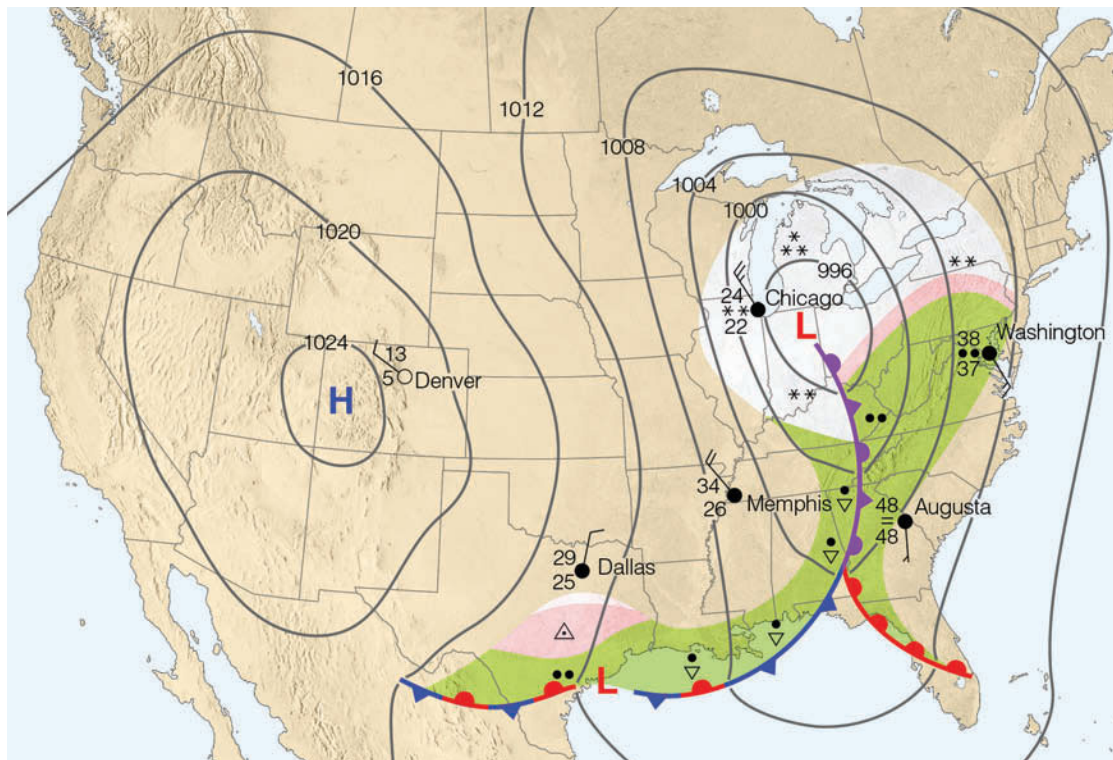 1016
1012
1008
1004
1000
1020
996
24
Chicago
22
L
1024
38
Washington
37
13
5
Denver
H
34
Memphis
26
48
Augusta
48
29
Dallas
25
L